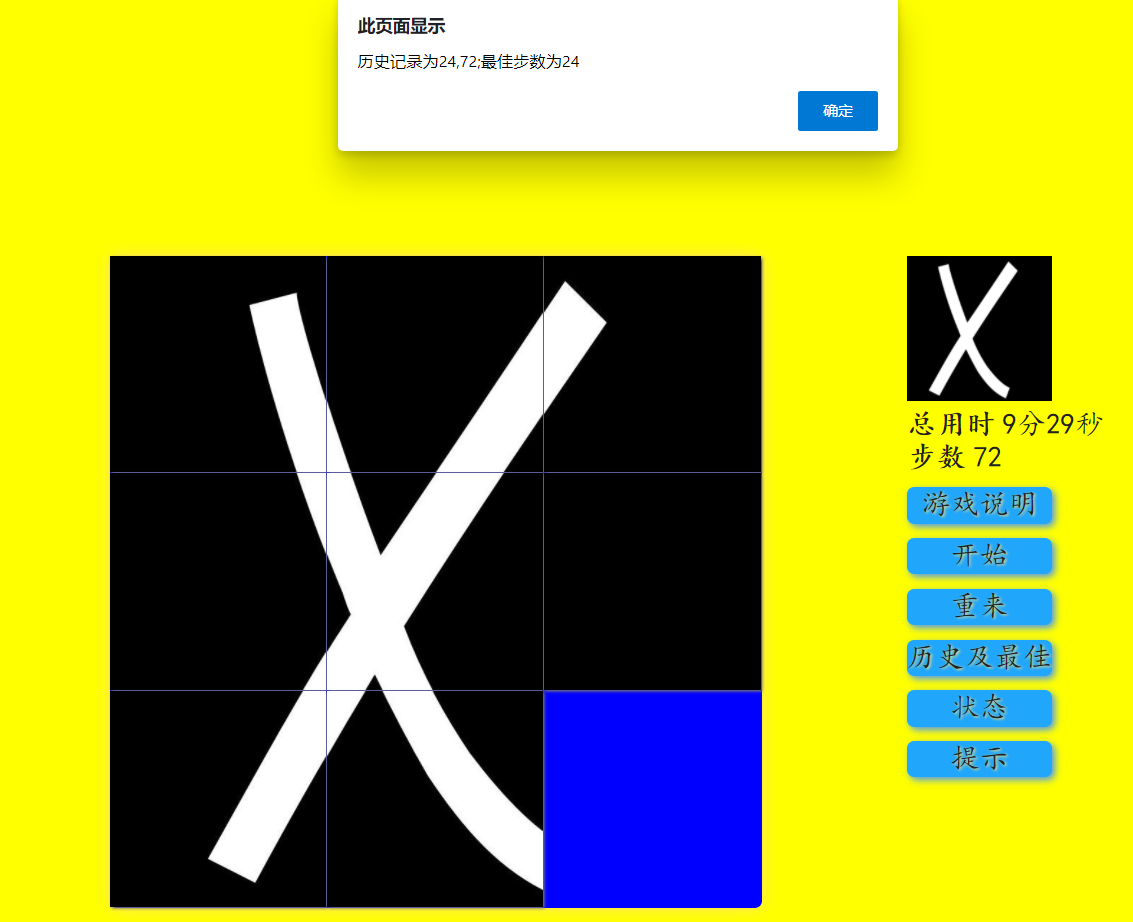 此页面显示
历史记录为24,72;最佳步数为24
确定
总用时 9分29秒
步数 72
游戏说明
开始
重来
历史及最佳
状态
提示